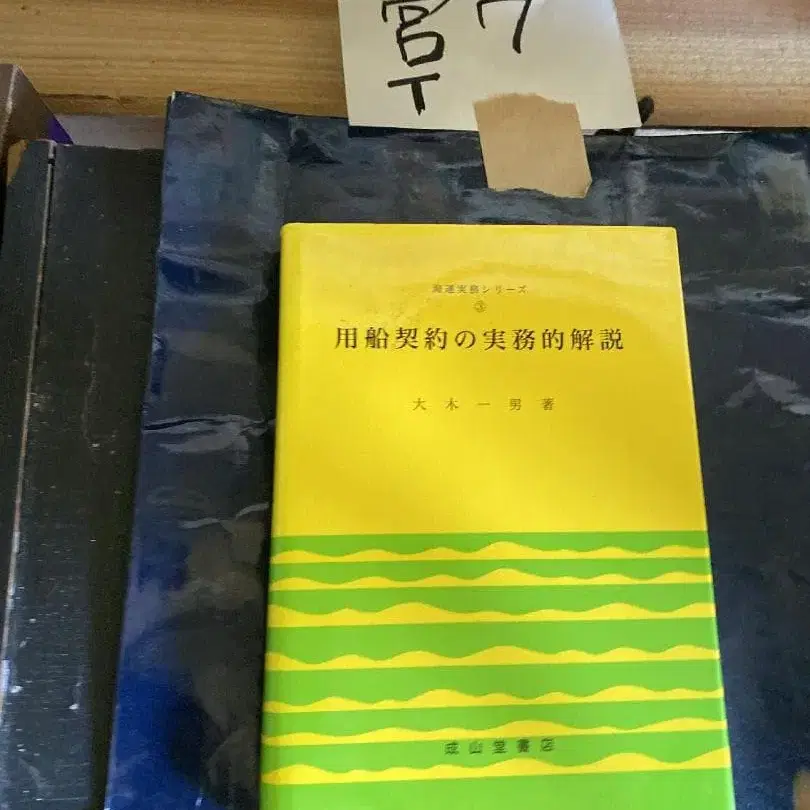 宮7
T
海運実務シリーズ
③
用船契約の実務的解説
大木一男著
成山堂書店